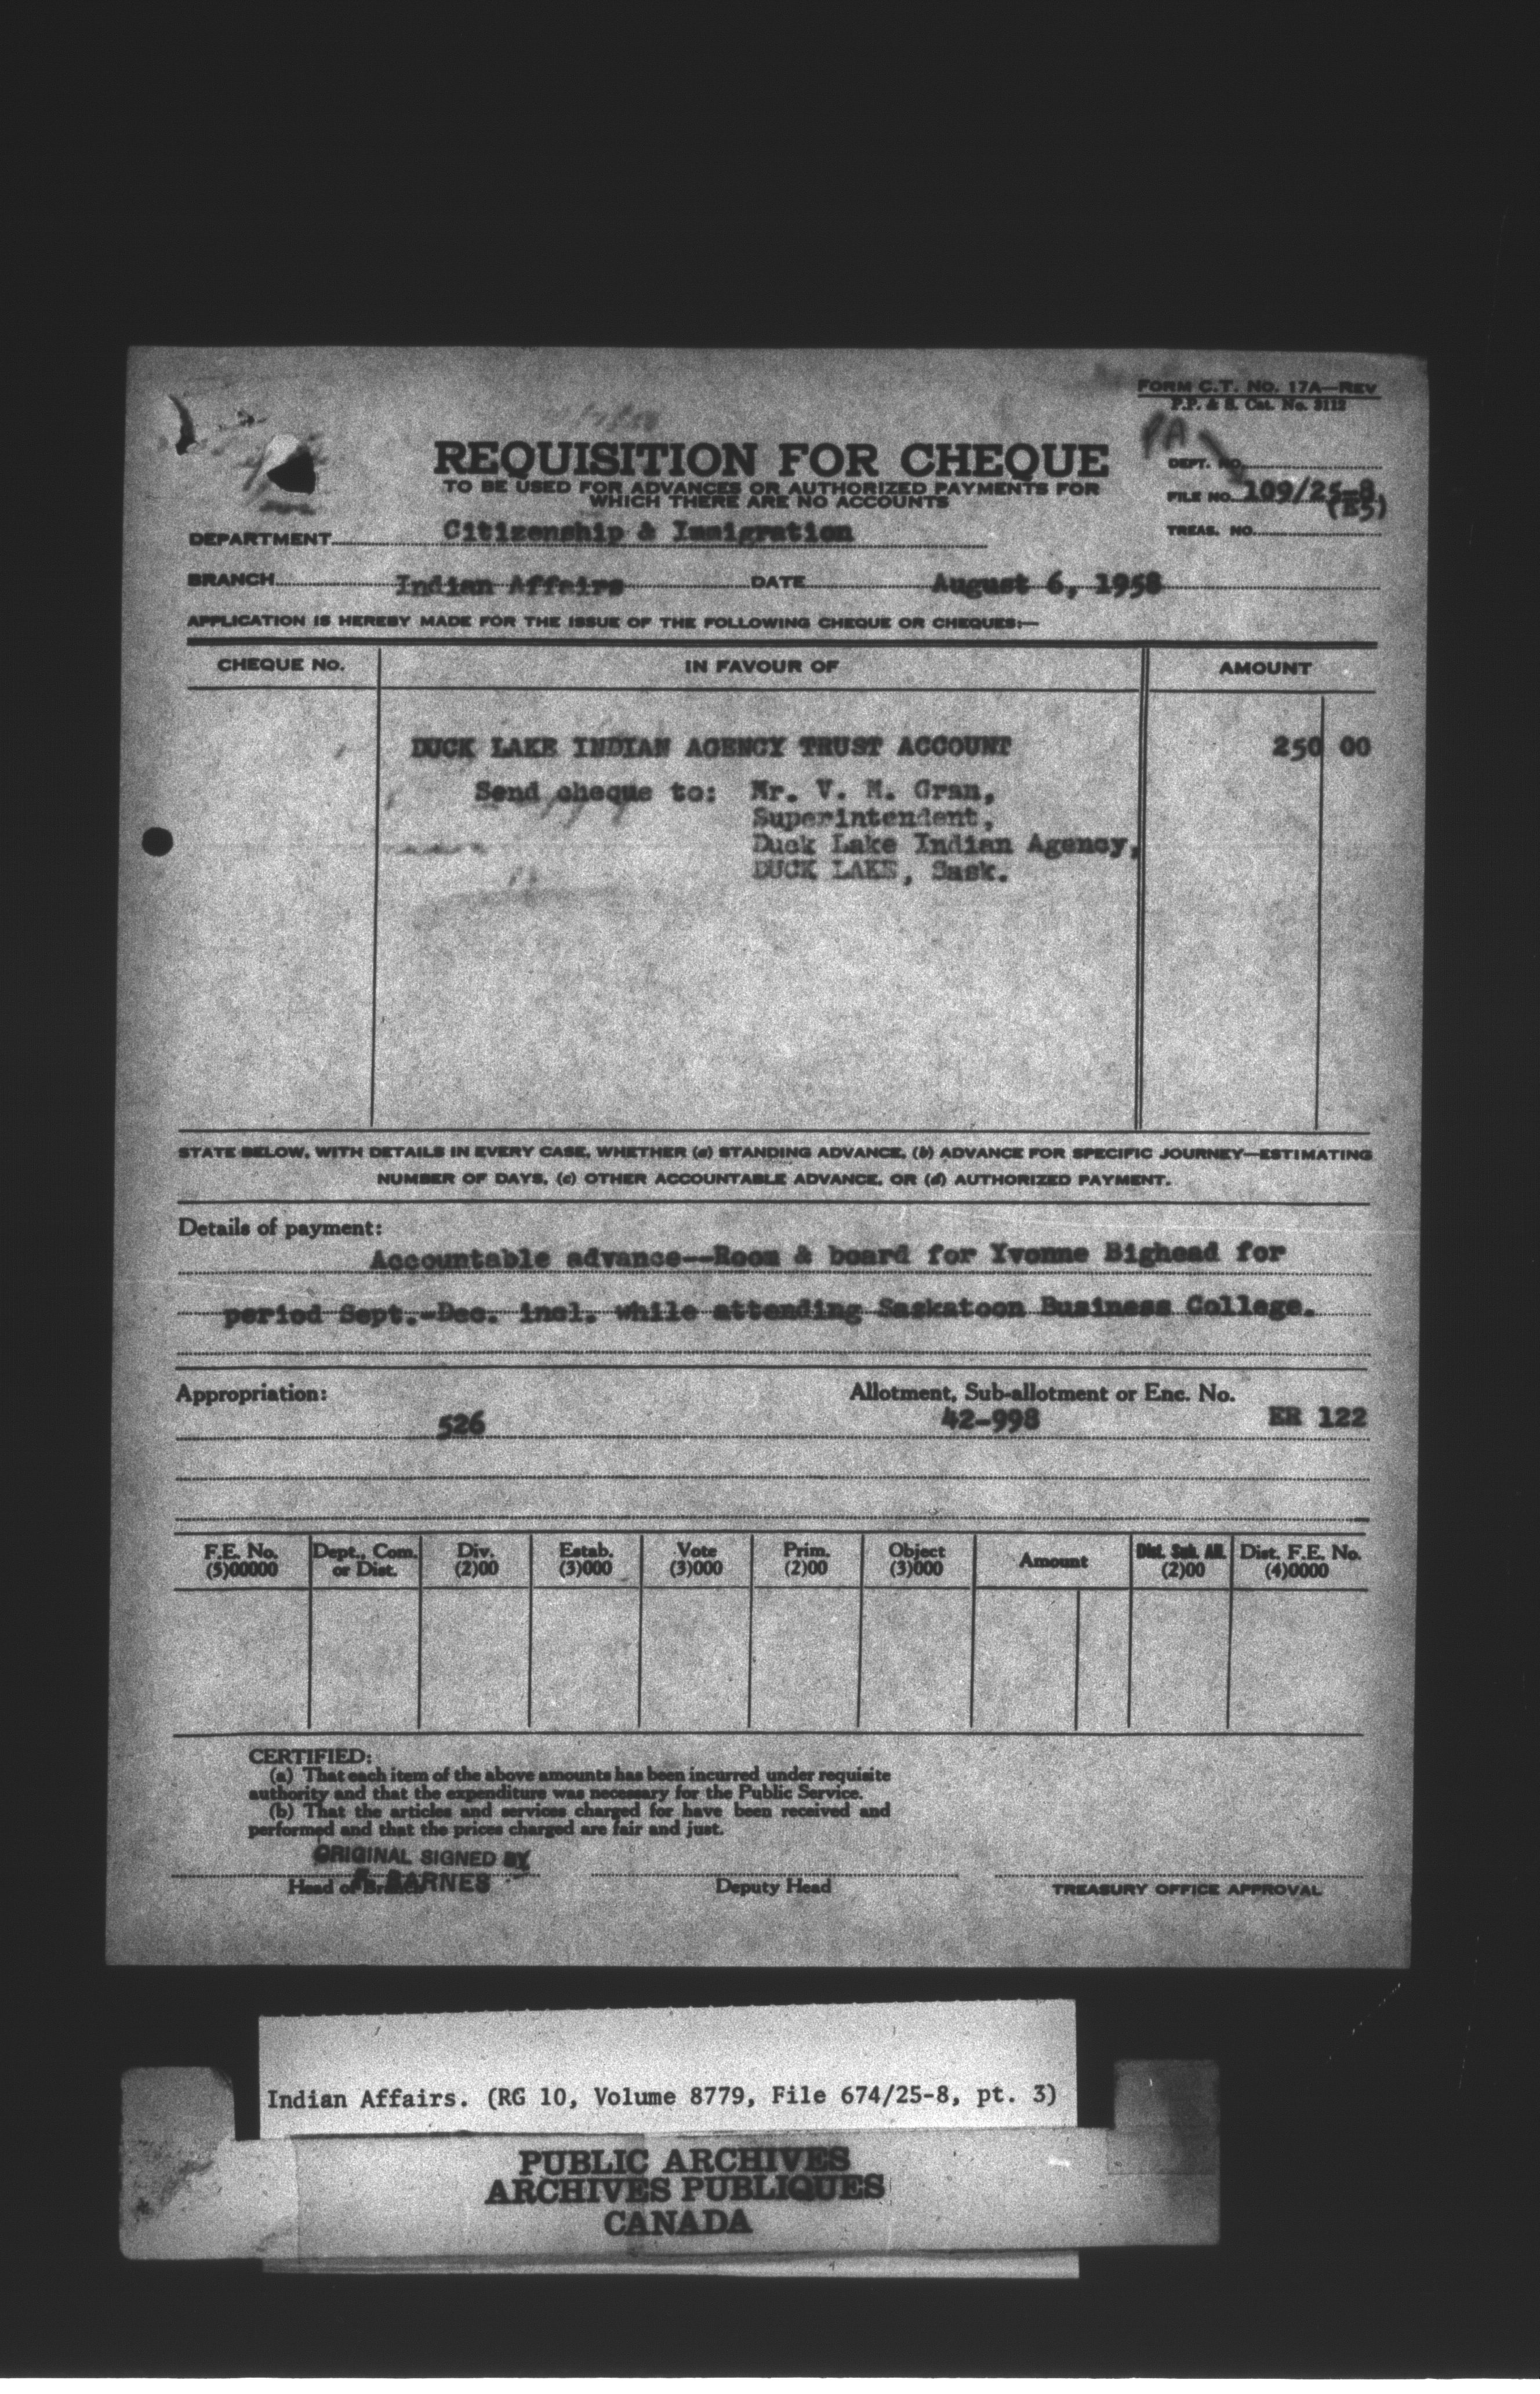 FORM C.T. NO. 17A—REV
P.P. & S. Cat. No. 3112
PA
REQUISITION FOR CHEQUE
TO BE USED FOR ADVANCES OR AUTHORIZED PAYMENTS FOR
WHICH THERE ARE NO ACCOUNTS
DEPT. NO.
FILE NO. 109/25-8
(E5)
TREAS. NO.
DEPARTMENT Citizenship & Immigration
BRANCH Indian Affairs DATE August 6, 1958
APPLICATION IS HEREBY MADE FOR THE ISSUE OF THE FOLLOWING CHEQUE OR CHEQUES:—
CHEQUE NO. IN FAVOUR OF AMOUNT
DUCK LAKE INDIAN AGENCY TRUST ACCOUNT 250 00
Send cheque to: Mr. V. M. Gran,
Superintendent,
Duck Lake Indian Agency,
DUCK LAKE, Sask.
STATE BELOW, WITH DETAILS IN EVERY CASE, WHETHER (a) STANDING ADVANCE, (b) ADVANCE FOR SPECIFIC JOURNEY—ESTIMATING
NUMBER OF DAYS, (c) OTHER ACCOUNTABLE ADVANCE, OR (d) AUTHORIZED PAYMENT.
Details of payment:
Accountable advance--Room & board for Yvonne Bighead for
period Sept.-Dec. incl. while attending Saskatoon Business College.
Appropriation: Allotment, Sub-allotment or Enc. No.
526 42-998 ER 122
F.E. No. Dept., Com. Div. Estab. Vote Prim. Object Amount Dist. Sub. All. Dist. F.E. No.
(5)00000 or Dist. (2)00 (3)000 (3)000 (2)00 (3)000 (2)00 (4)0000
CERTIFIED:
(a) That each item of the above amounts has been incurred under requisite
authority and that the expenditure was necessary for the Public Service.
(b) That the articles and services charged for have been received and
performed and that the prices charged are fair and just.
ORIGINAL SIGNED BY
F. BARNES
Head of Branch Deputy Head TREASURY OFFICE APPROVAL
Indian Affairs. (RG 10, Volume 8779, File 674/25-8, pt. 3)
PUBLIC ARCHIVES
ARCHIVES PUBLIQUES
CANADA